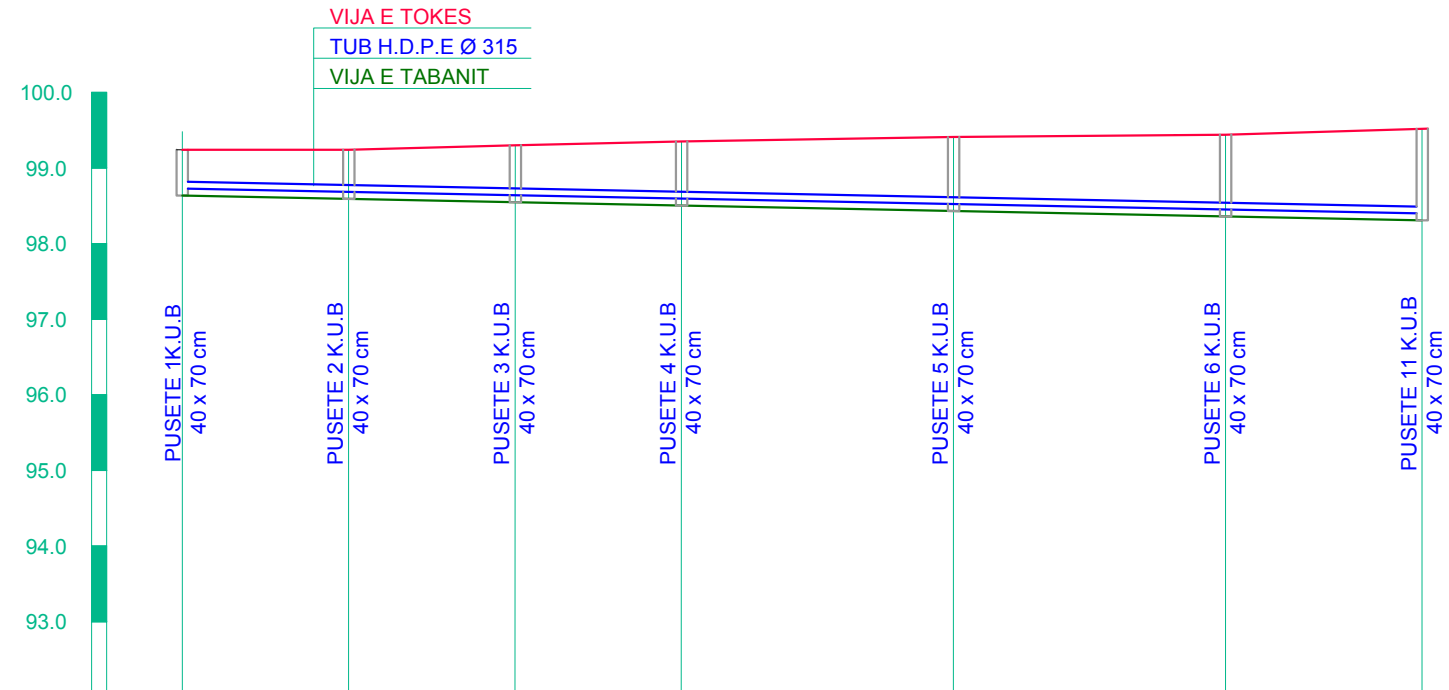 VIJA E TOKES
TUB H.D.P.E Ø 315
VIJA E TABANIT
100.0
99.0
98.0
97.0
96.0
95.0
94.0
93.0
PUSETE 1K.U.B
40 x 70 cm
PUSETE 2 K.U.B
40 x 70 cm
PUSETE 3 K.U.B
40 x 70 cm
PUSETE 4 K.U.B
40 x 70 cm
PUSETE 5 K.U.B
40 x 70 cm
PUSETE 6 K.U.B
40 x 70 cm
PUSETE 11 K.U.B
40 x 70 cm